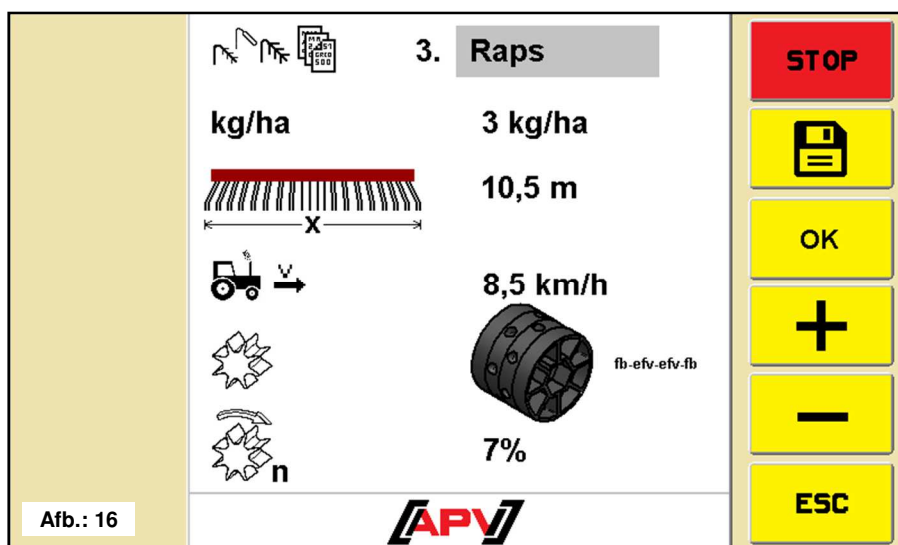 3. Raps
STOP
kg/ha 3 kg/ha
X 10,5 m
OK
V 8,5 km/h
fb-efv-efv-fb
n 7%
ESC
Afb.: 16
APV